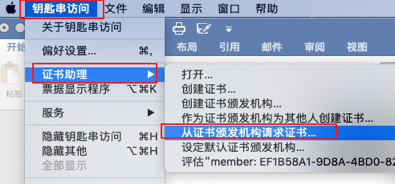 钥匙串访问 文件 编辑 显示 窗口 帮助
关于钥匙串访问
偏好设置... ⌘,
证书助理
票据显示程序 ⌥⌘K
服务
隐藏钥匙串访问 ⌘H
隐藏其他 ⌥⌘H
全部显示
开始
粘贴
布局 引用 邮件 审阅 视图
打开...
创建证书...
创建证书颁发机构...
作为证书颁发机构为其他人创建证书...
从证书颁发机构请求证书...
设定默认证书颁发机构...
评估“member: EF1B58A1-9D8A-4BD0-82